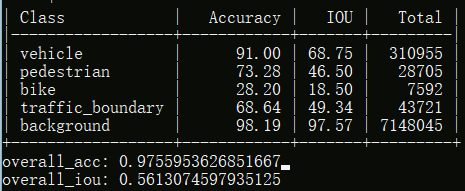 | Class | Accuracy | IOU | Total |
|------------------+----------+-------+---------|
| vehicle | 91.00 | 68.75 | 310955 |
| pedestrian | 73.28 | 46.50 | 28705 |
| bike | 28.20 | 18.50 | 7592 |
| traffic_boundary | 68.64 | 49.34 | 43721 |
| background | 98.19 | 97.57 | 7148045 |
+------------------+----------+-------+---------+
overall_acc: 0.9755953626851667
overall_iou: 0.5613074597935125